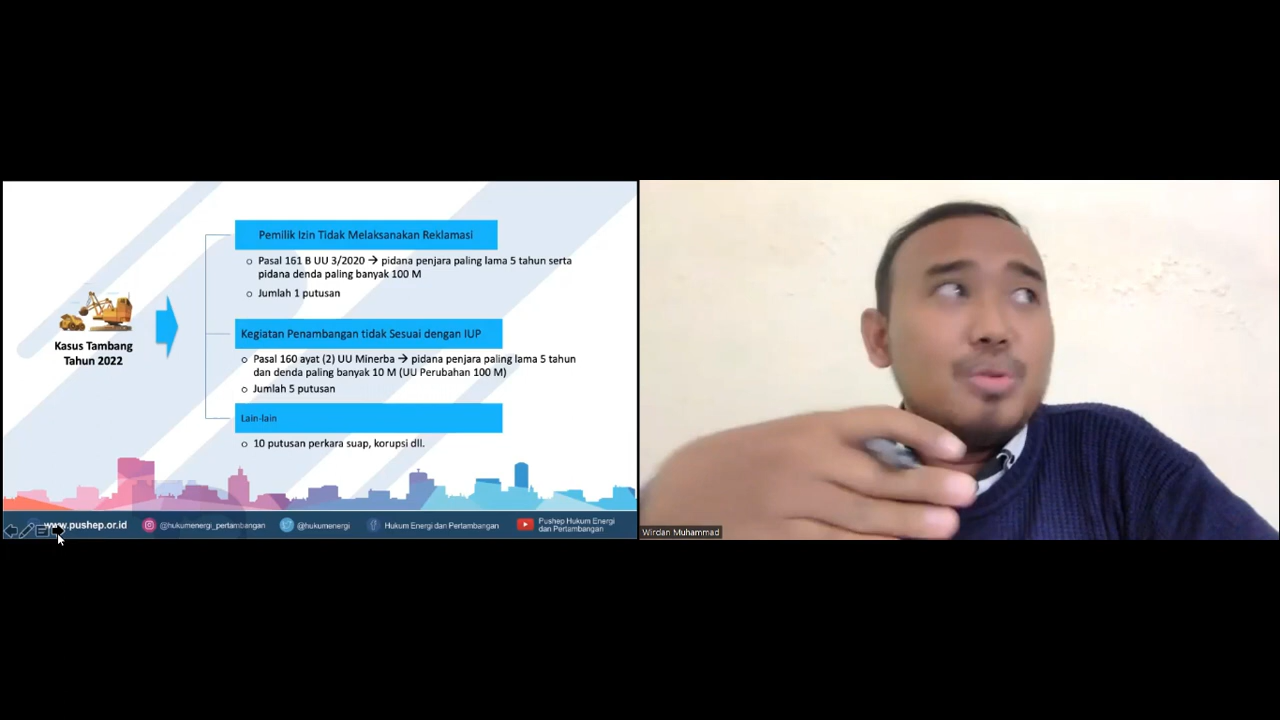 Pemilik Izin Tidak Melaksanakan Reklamasi
o Pasal 161 B UU 3/2020 → pidana penjara paling lama 5 tahun serta
pidana denda paling banyak 100 M
o Jumlah 1 putusan
Kasus Tambang
Tahun 2022
Kegiatan Penambangan tidak Sesuai dengan IUP
o Pasal 160 ayat (2) UU Minerba → pidana penjara paling lama 5 tahun
dan denda paling banyak 10 M (UU Perubahan 100 M)
o Jumlah 5 putusan
Lain-lain
o 10 putusan perkara suap, korupsi dll.
www.pushep.or.id
@hukumenergi_pertambangan
@hukumenergi
Hukum Energi dan Pertambangan
Pushep Hukum Energi
dan Pertambangan
Wirdan Muhammad